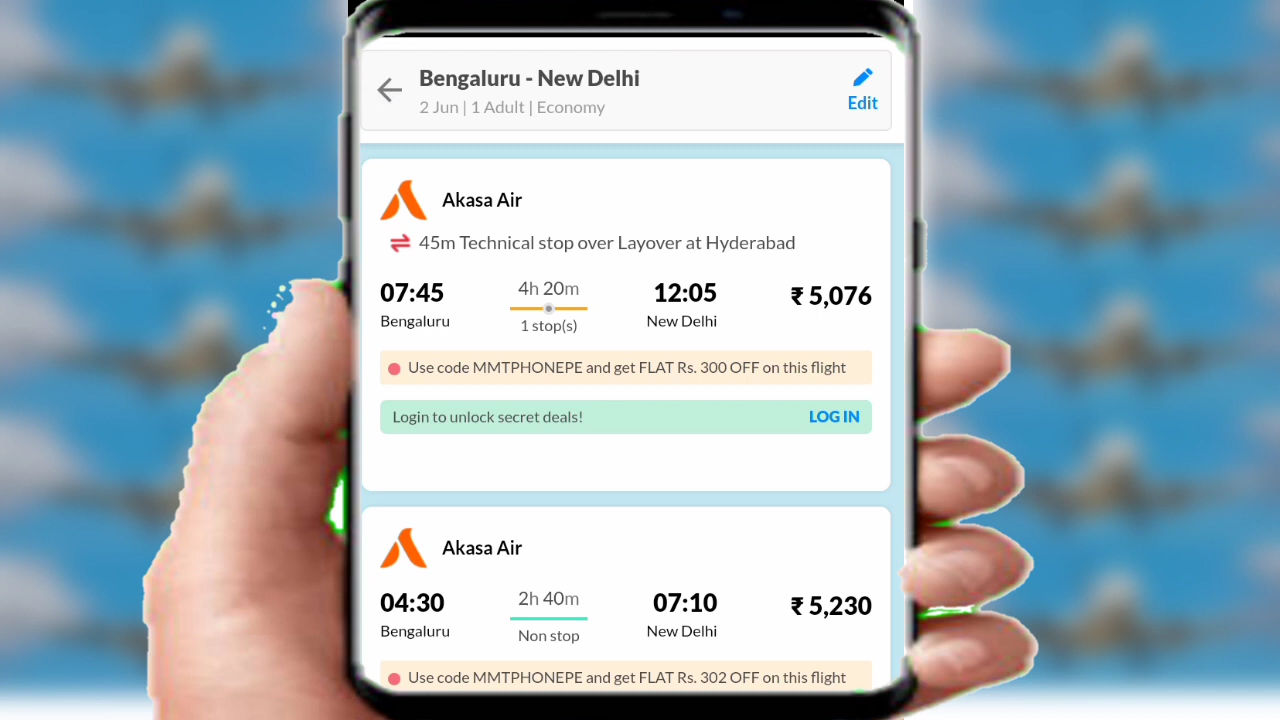 Bengaluru - New Delhi
2 Jun | 1 Adult | Economy
Edit
Akasa Air
45m Technical stop over Layover at Hyderabad
07:45 4h 20m 12:05 ₹ 5,076
Bengaluru 1 stop(s) New Delhi
Use code MMTPHONEPE and get FLAT Rs. 300 OFF on this flight
Login to unlock secret deals! LOG IN
Akasa Air
04:30 2h 40m 07:10 ₹ 5,230
Bengaluru Non stop New Delhi
Use code MMTPHONEPE and get FLAT Rs. 302 OFF on this flight